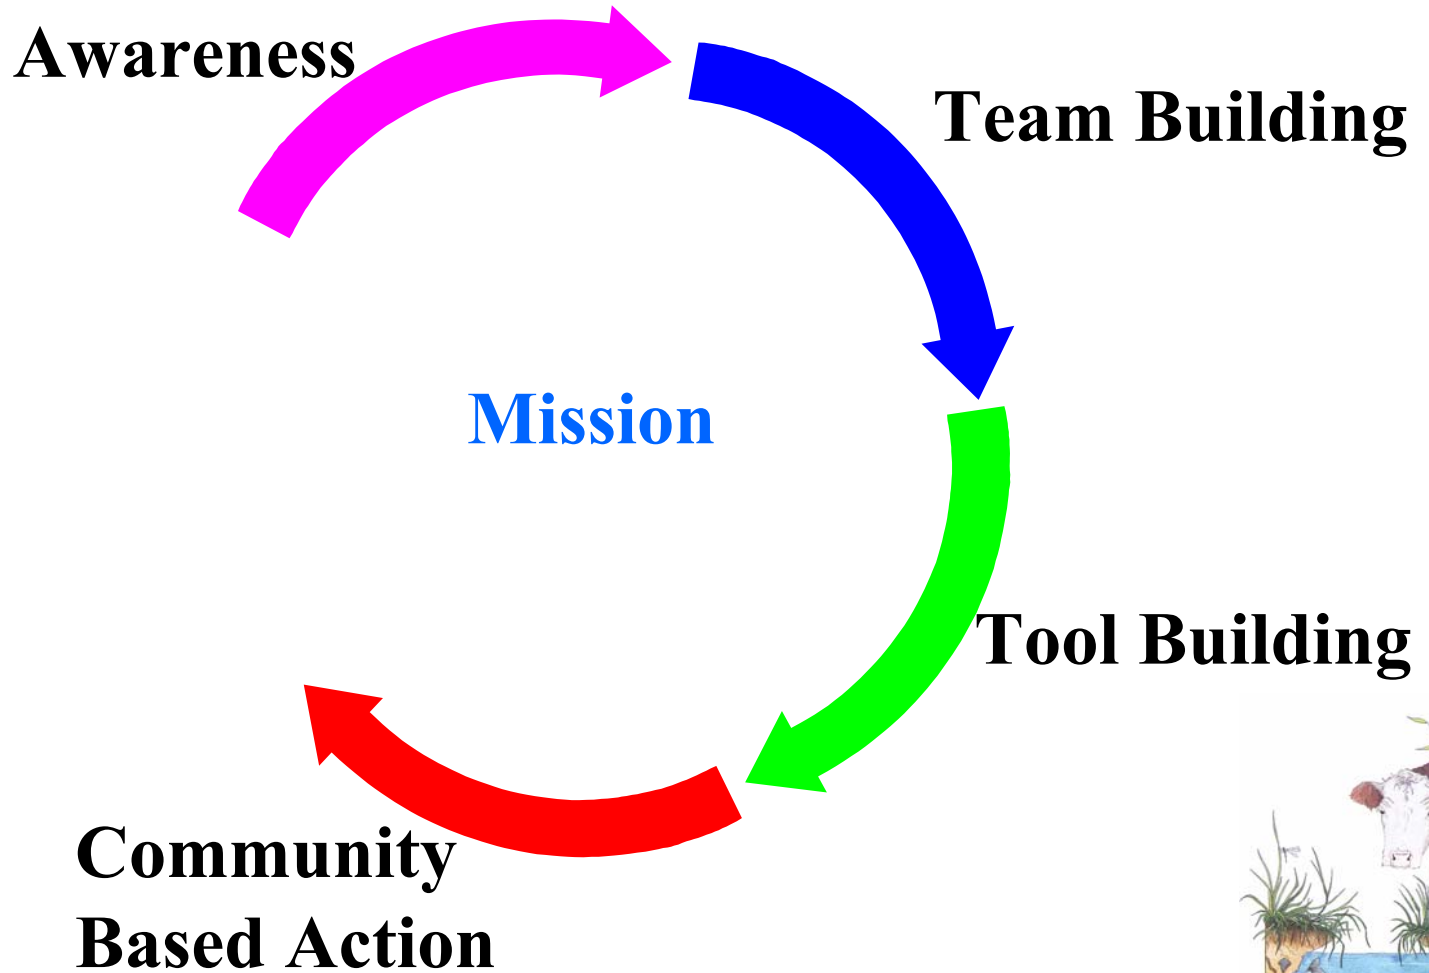 Awareness
Team Building
Mission
Tool Building
Community
Based Action